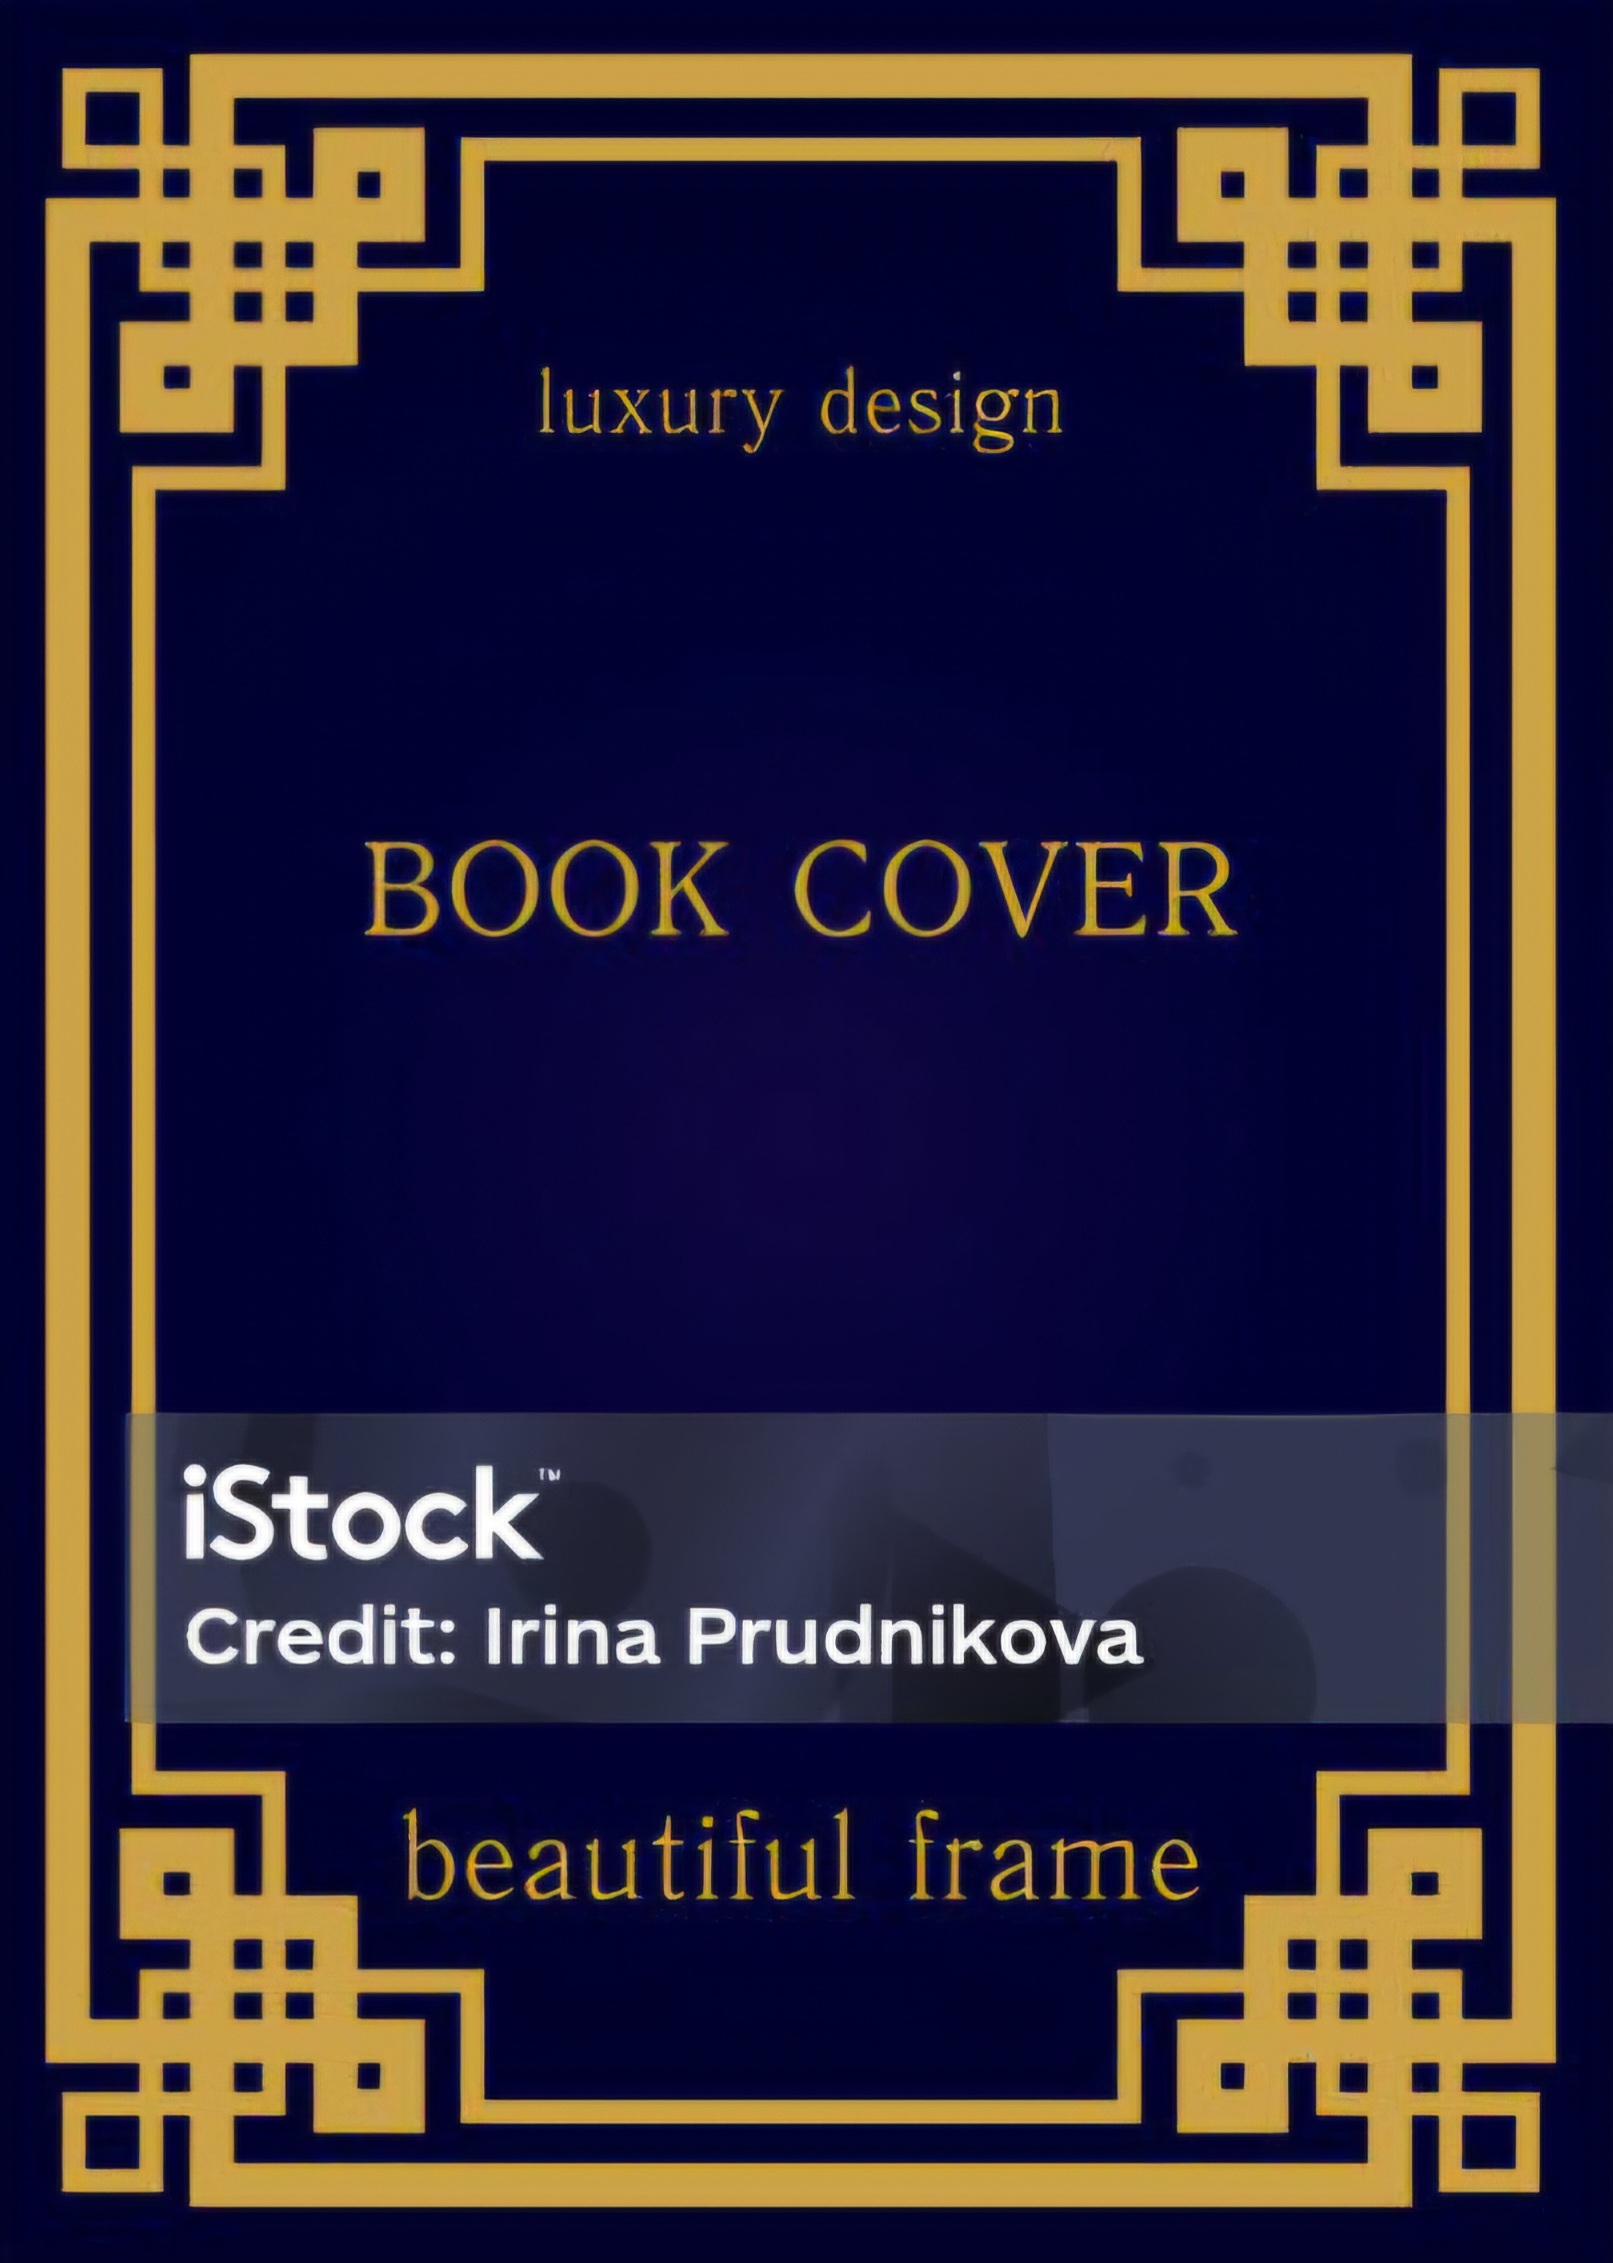 luxury design
BOOK COVER
iStock™
Credit: Irina Prudnikova
beautiful frame